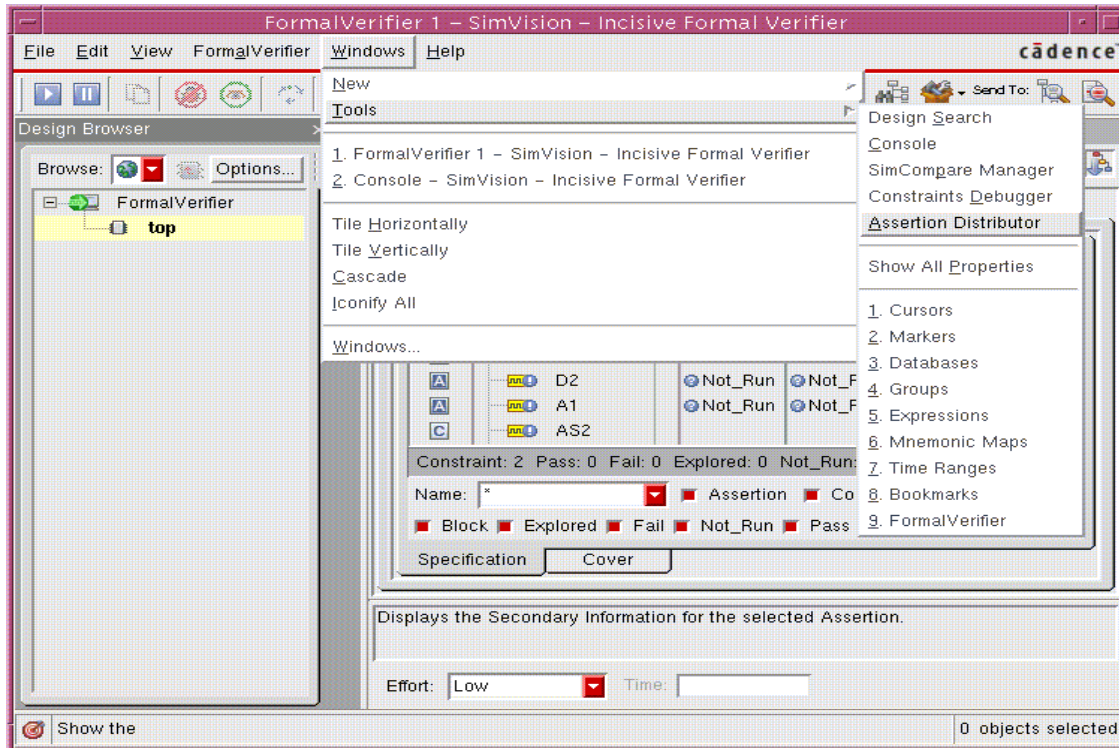 FormalVerifier 1 – SimVision – Incisive Formal Verifier
File Edit View FormalVerifier Windows Help
cādence
New
Tools
Send To:
Design Browser
Browse: Options...
FormalVerifier
top
1. FormalVerifier 1 – SimVision – Incisive Formal Verifier
2. Console – SimVision – Incisive Formal Verifier
Tile Horizontally
Tile Vertically
Cascade
Iconify All
Windows...
Design Search
Console
SimCompare Manager
Constraints Debugger
Assertion Distributor
Show All Properties
1. Cursors
2. Markers
3. Databases
4. Groups
5. Expressions
6. Mnemonic Maps
7. Time Ranges
8. Bookmarks
9. FormalVerifier
A D2 Not_Run Not_F
A A1 Not_Run Not_F
C AS2
Constraint: 2 Pass: 0 Fail: 0 Explored: 0 Not_Run:
Name: * Assertion Co
Block Explored Fail Not_Run Pass
Specification Cover
Displays the Secondary Information for the selected Assertion.
Effort: Low Time:
Show the
0 objects selected